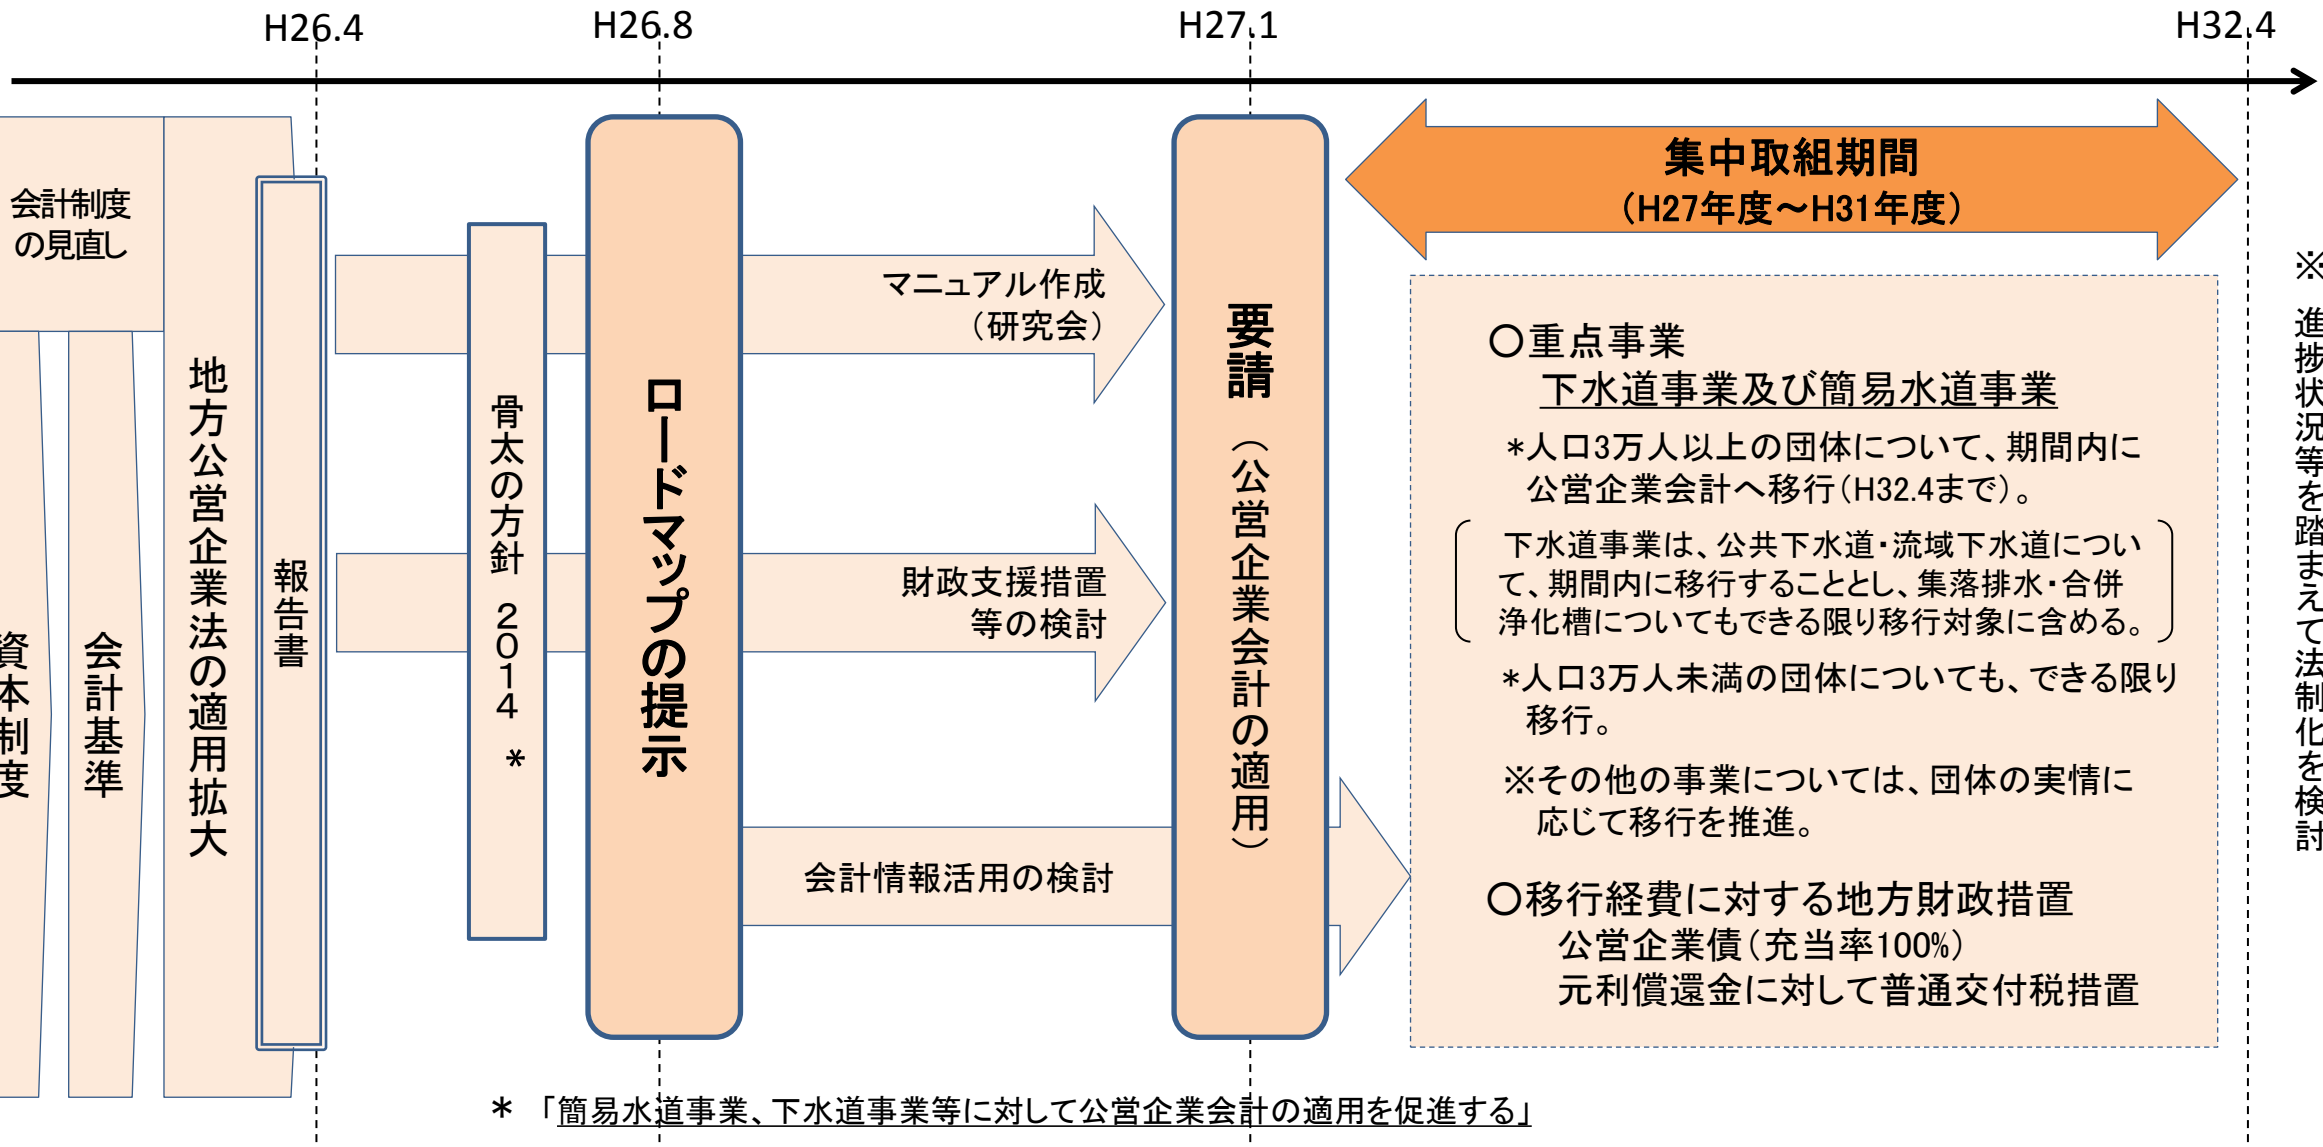 H26.4
H26.8
H27.1
H32.4
会計制度
の見直し
資本制度
会計基準
地方公営企業法の適用拡大
報告書
骨太の方針 2014 *
ロードマップの提示
マニュアル作成
（研究会）
財政支援措置
等の検討
会計情報活用の検討
要請（公営企業会計の適用）
集中取組期間
（H27年度～H31年度）
○重点事業
下水道事業及び簡易水道事業
*人口3万人以上の団体について、期間内に
公営企業会計へ移行(H32.4まで)。
下水道事業は、公共下水道・流域下水道につい
て、期間内に移行することとし、集落排水・合併
浄化槽についてもできる限り移行対象に含める。
*人口3万人未満の団体についても、できる限り
移行。
※その他の事業については、団体の実情に
応じて移行を推進。
○移行経費に対する地方財政措置
公営企業債（充当率100%）
元利償還金に対して普通交付税措置
※ 進捗状況等を踏まえて法制化を検討
* 「簡易水道事業、下水道事業等に対して公営企業会計の適用を促進する」